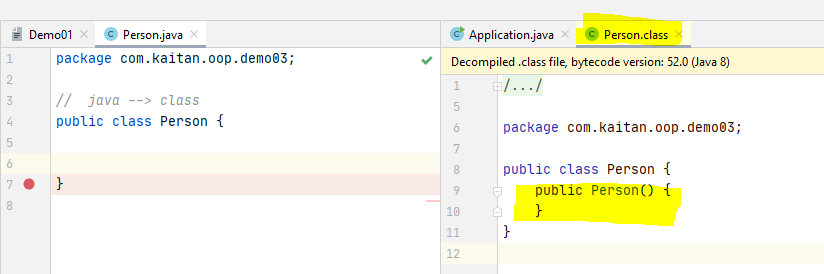 Demo01 Person.java
1 package com.kaitan.oop.demo03;
2
3 //  java --> class
4 public class Person {
5
6
7 }
8
Application.java Person.class
Decompiled .class file, bytecode version: 52.0 (Java 8)
1 /.../
5
6 package com.kaitan.oop.demo03;
7
8 public class Person {
9     public Person() {
10     }
11 }
12